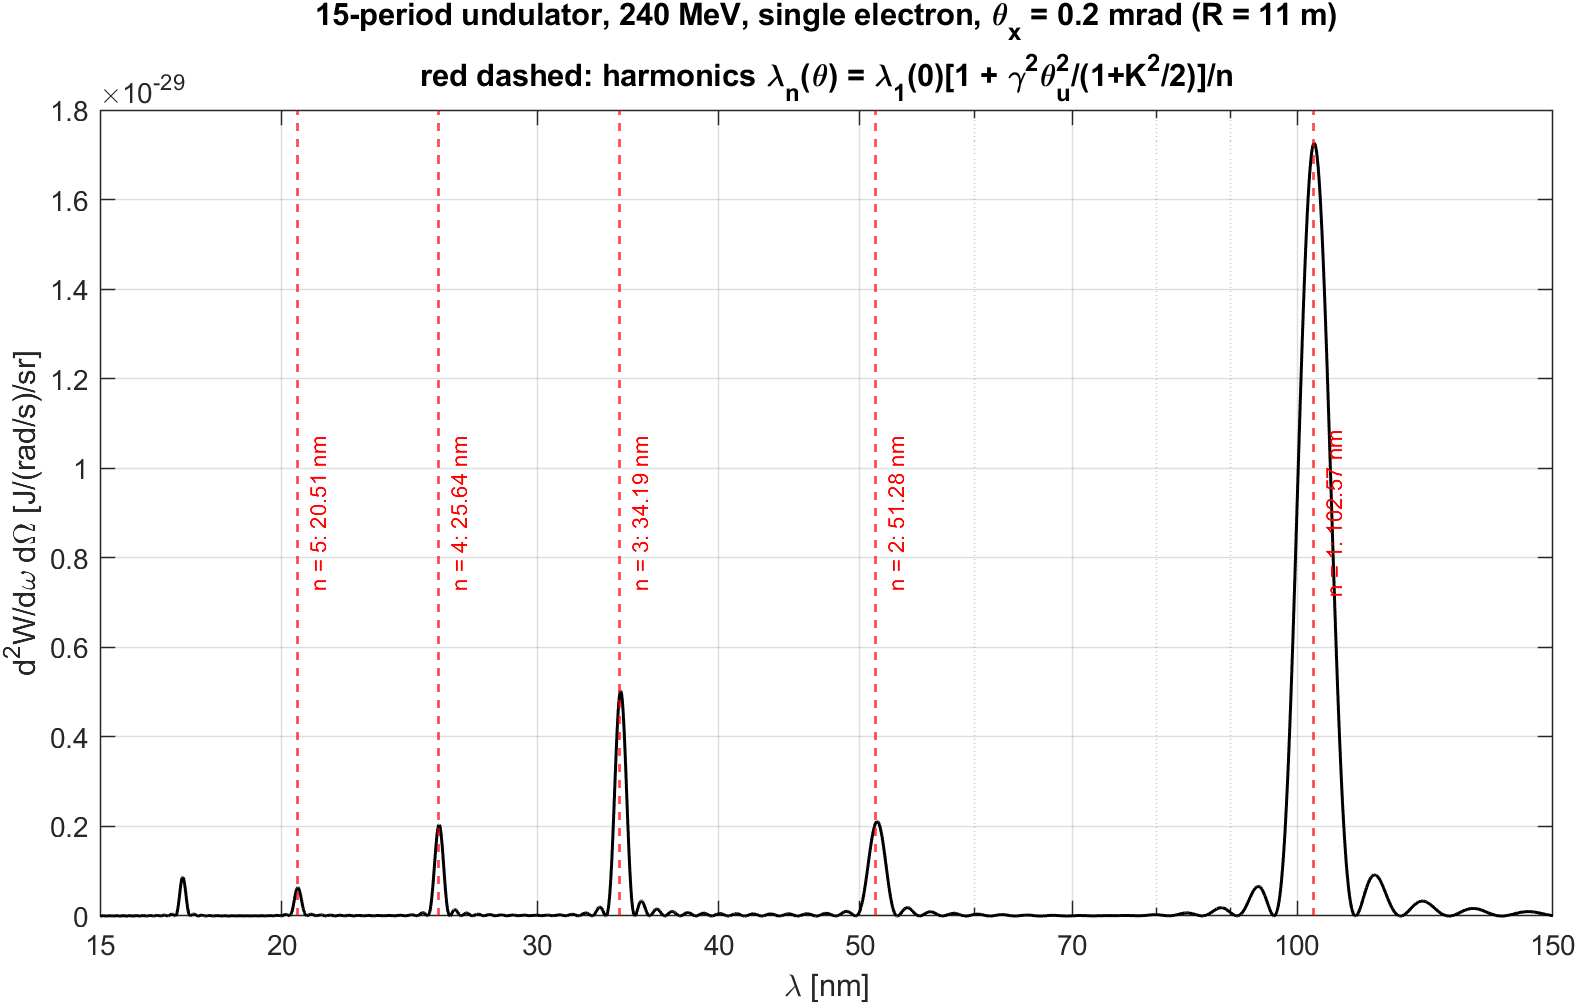 15-period undulator, 240 MeV, single electron, θx = 0.2 mrad (R = 11 m)
red dashed: harmonics λn(θ) = λ1(0)[1 + γ²θu²/(1+K²/2)]/n
×10⁻²⁹
1.8
1.6
1.4
1.2
1
0.8
0.6
0.4
0.2
0
d²W/dω dΩ [J/(rad/s)/sr]
n = 5: 20.51 nm
n = 4: 25.64 nm
n = 3: 34.19 nm
n = 2: 51.28 nm
n = 1: 102.57 nm
15 20 30 40 50 70 100 150
λ [nm]